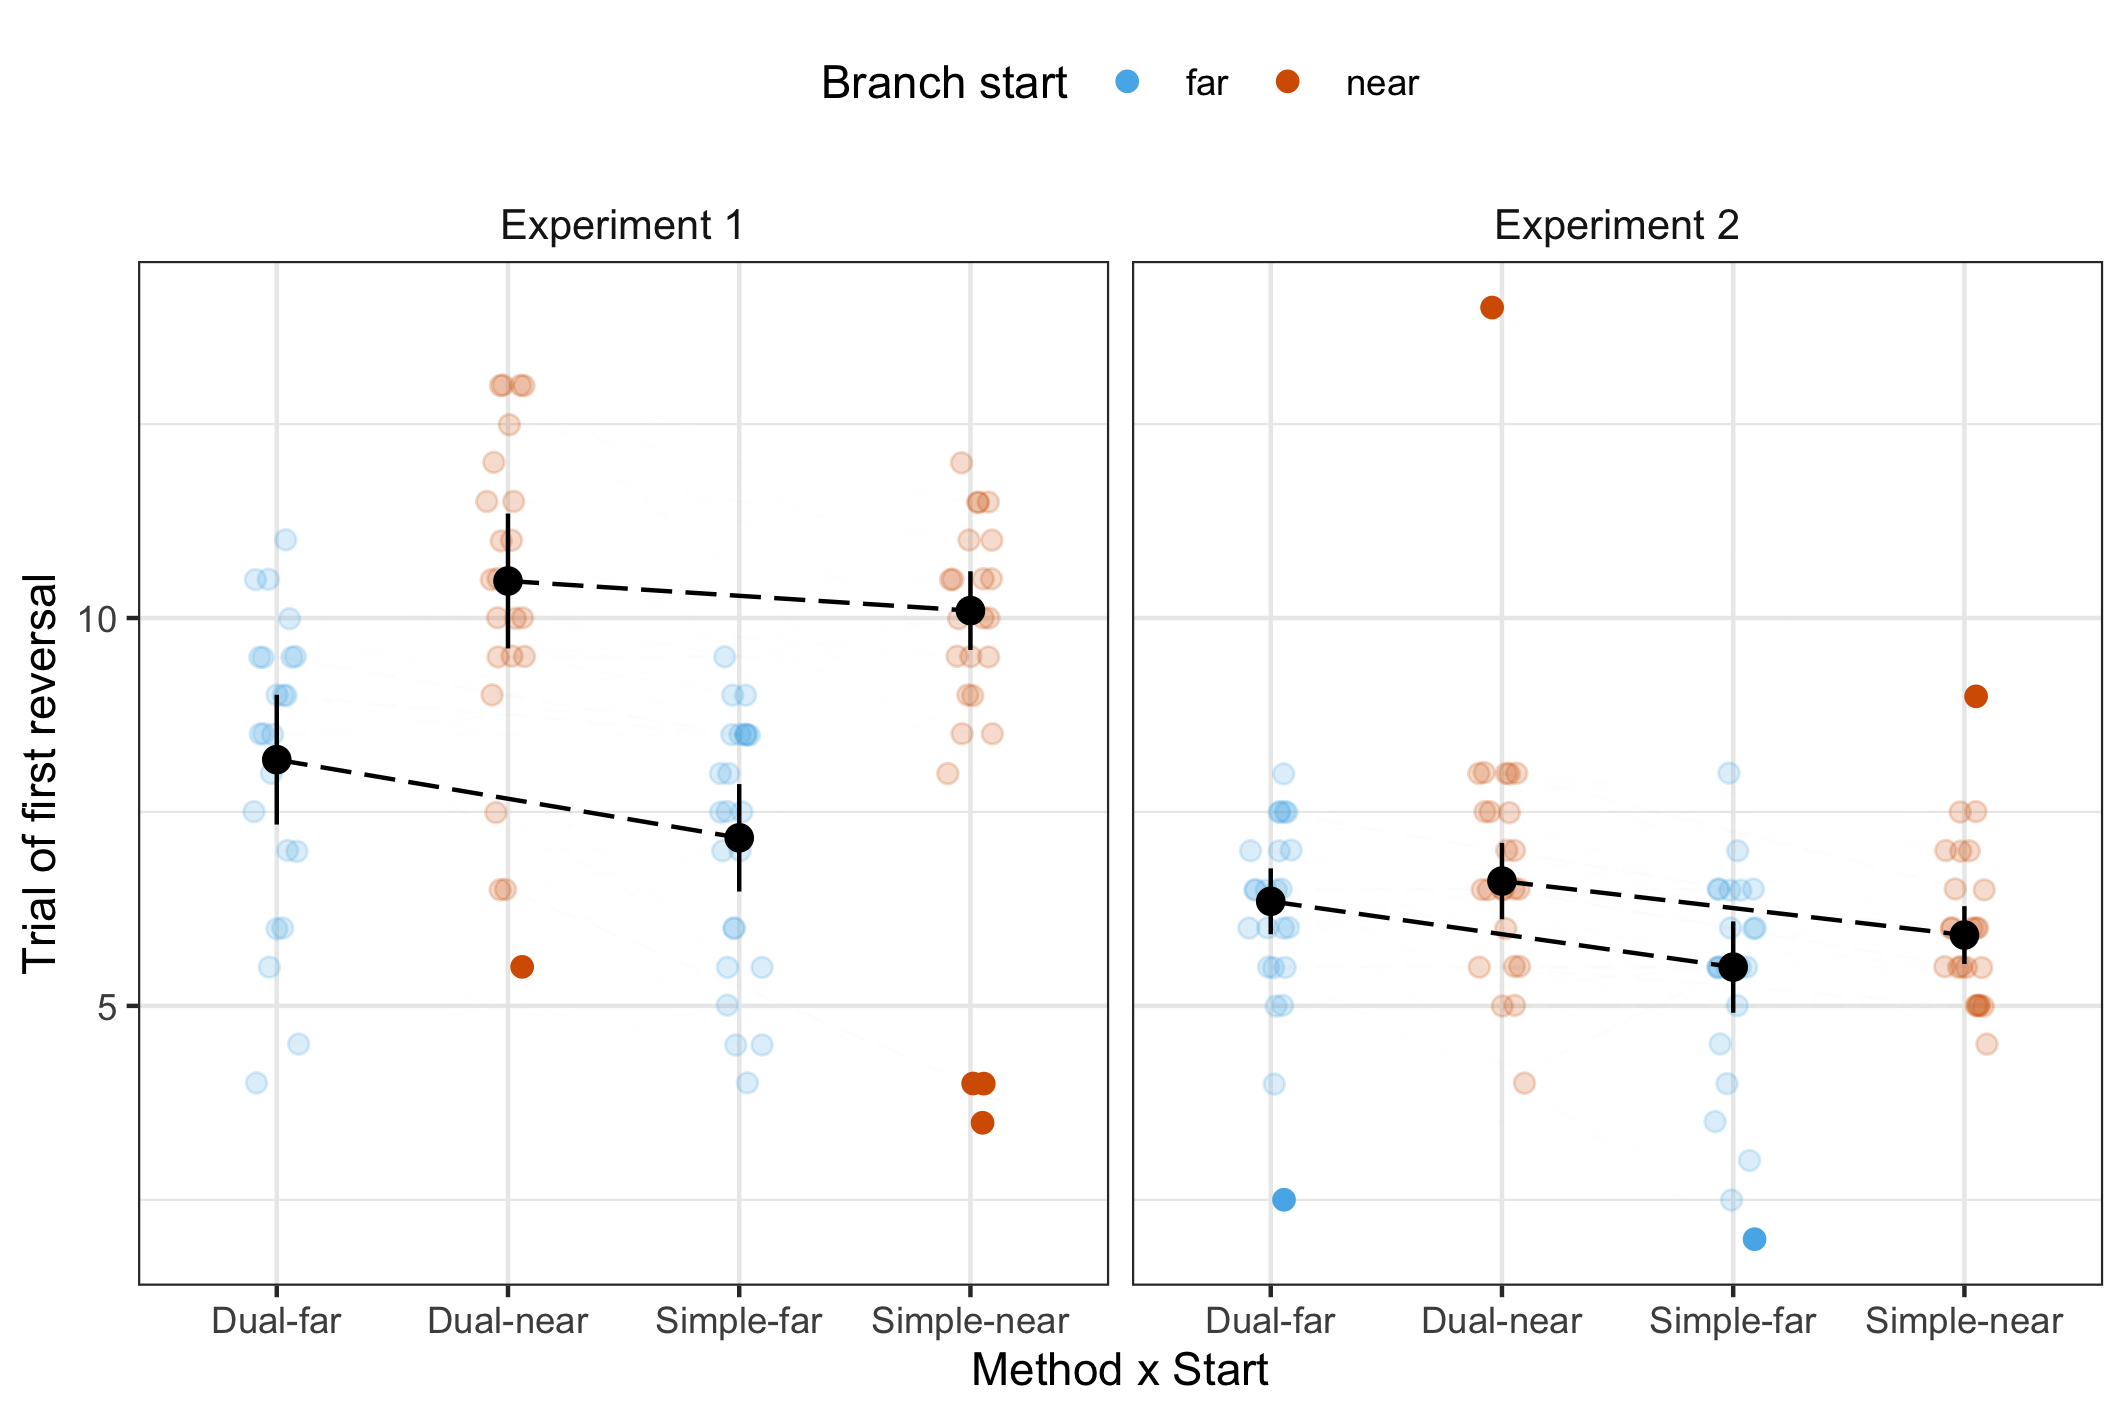 Branch start far near
Experiment 1 Experiment 2
Trial of first reversal
10
5
Dual-far Dual-near Simple-far Simple-near Dual-far Dual-near Simple-far Simple-near
Method x Start